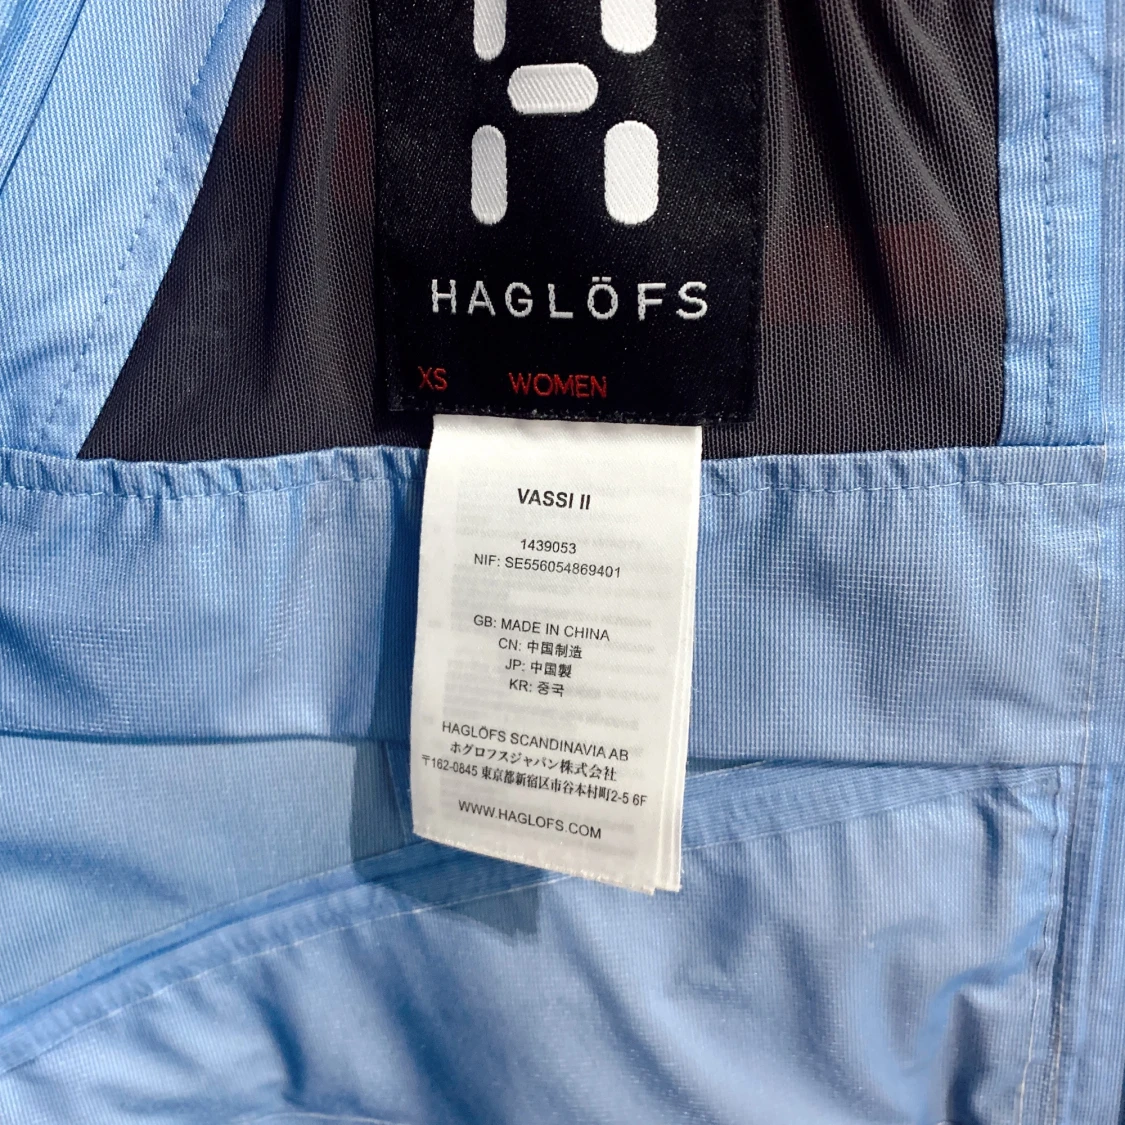 HAGLÖFS
XS WOMEN
VASSI II
1439053
NIF: SE556054869401
GB: MADE IN CHINA
CN: 中国制造
JP: 中国製
KR: 중국
HAGLÖFS SCANDINAVIA AB
ホグロフスジャパン株式会社
〒162-0845 東京都新宿区市谷本村町2-5 6F
WWW.HAGLOFS.COM